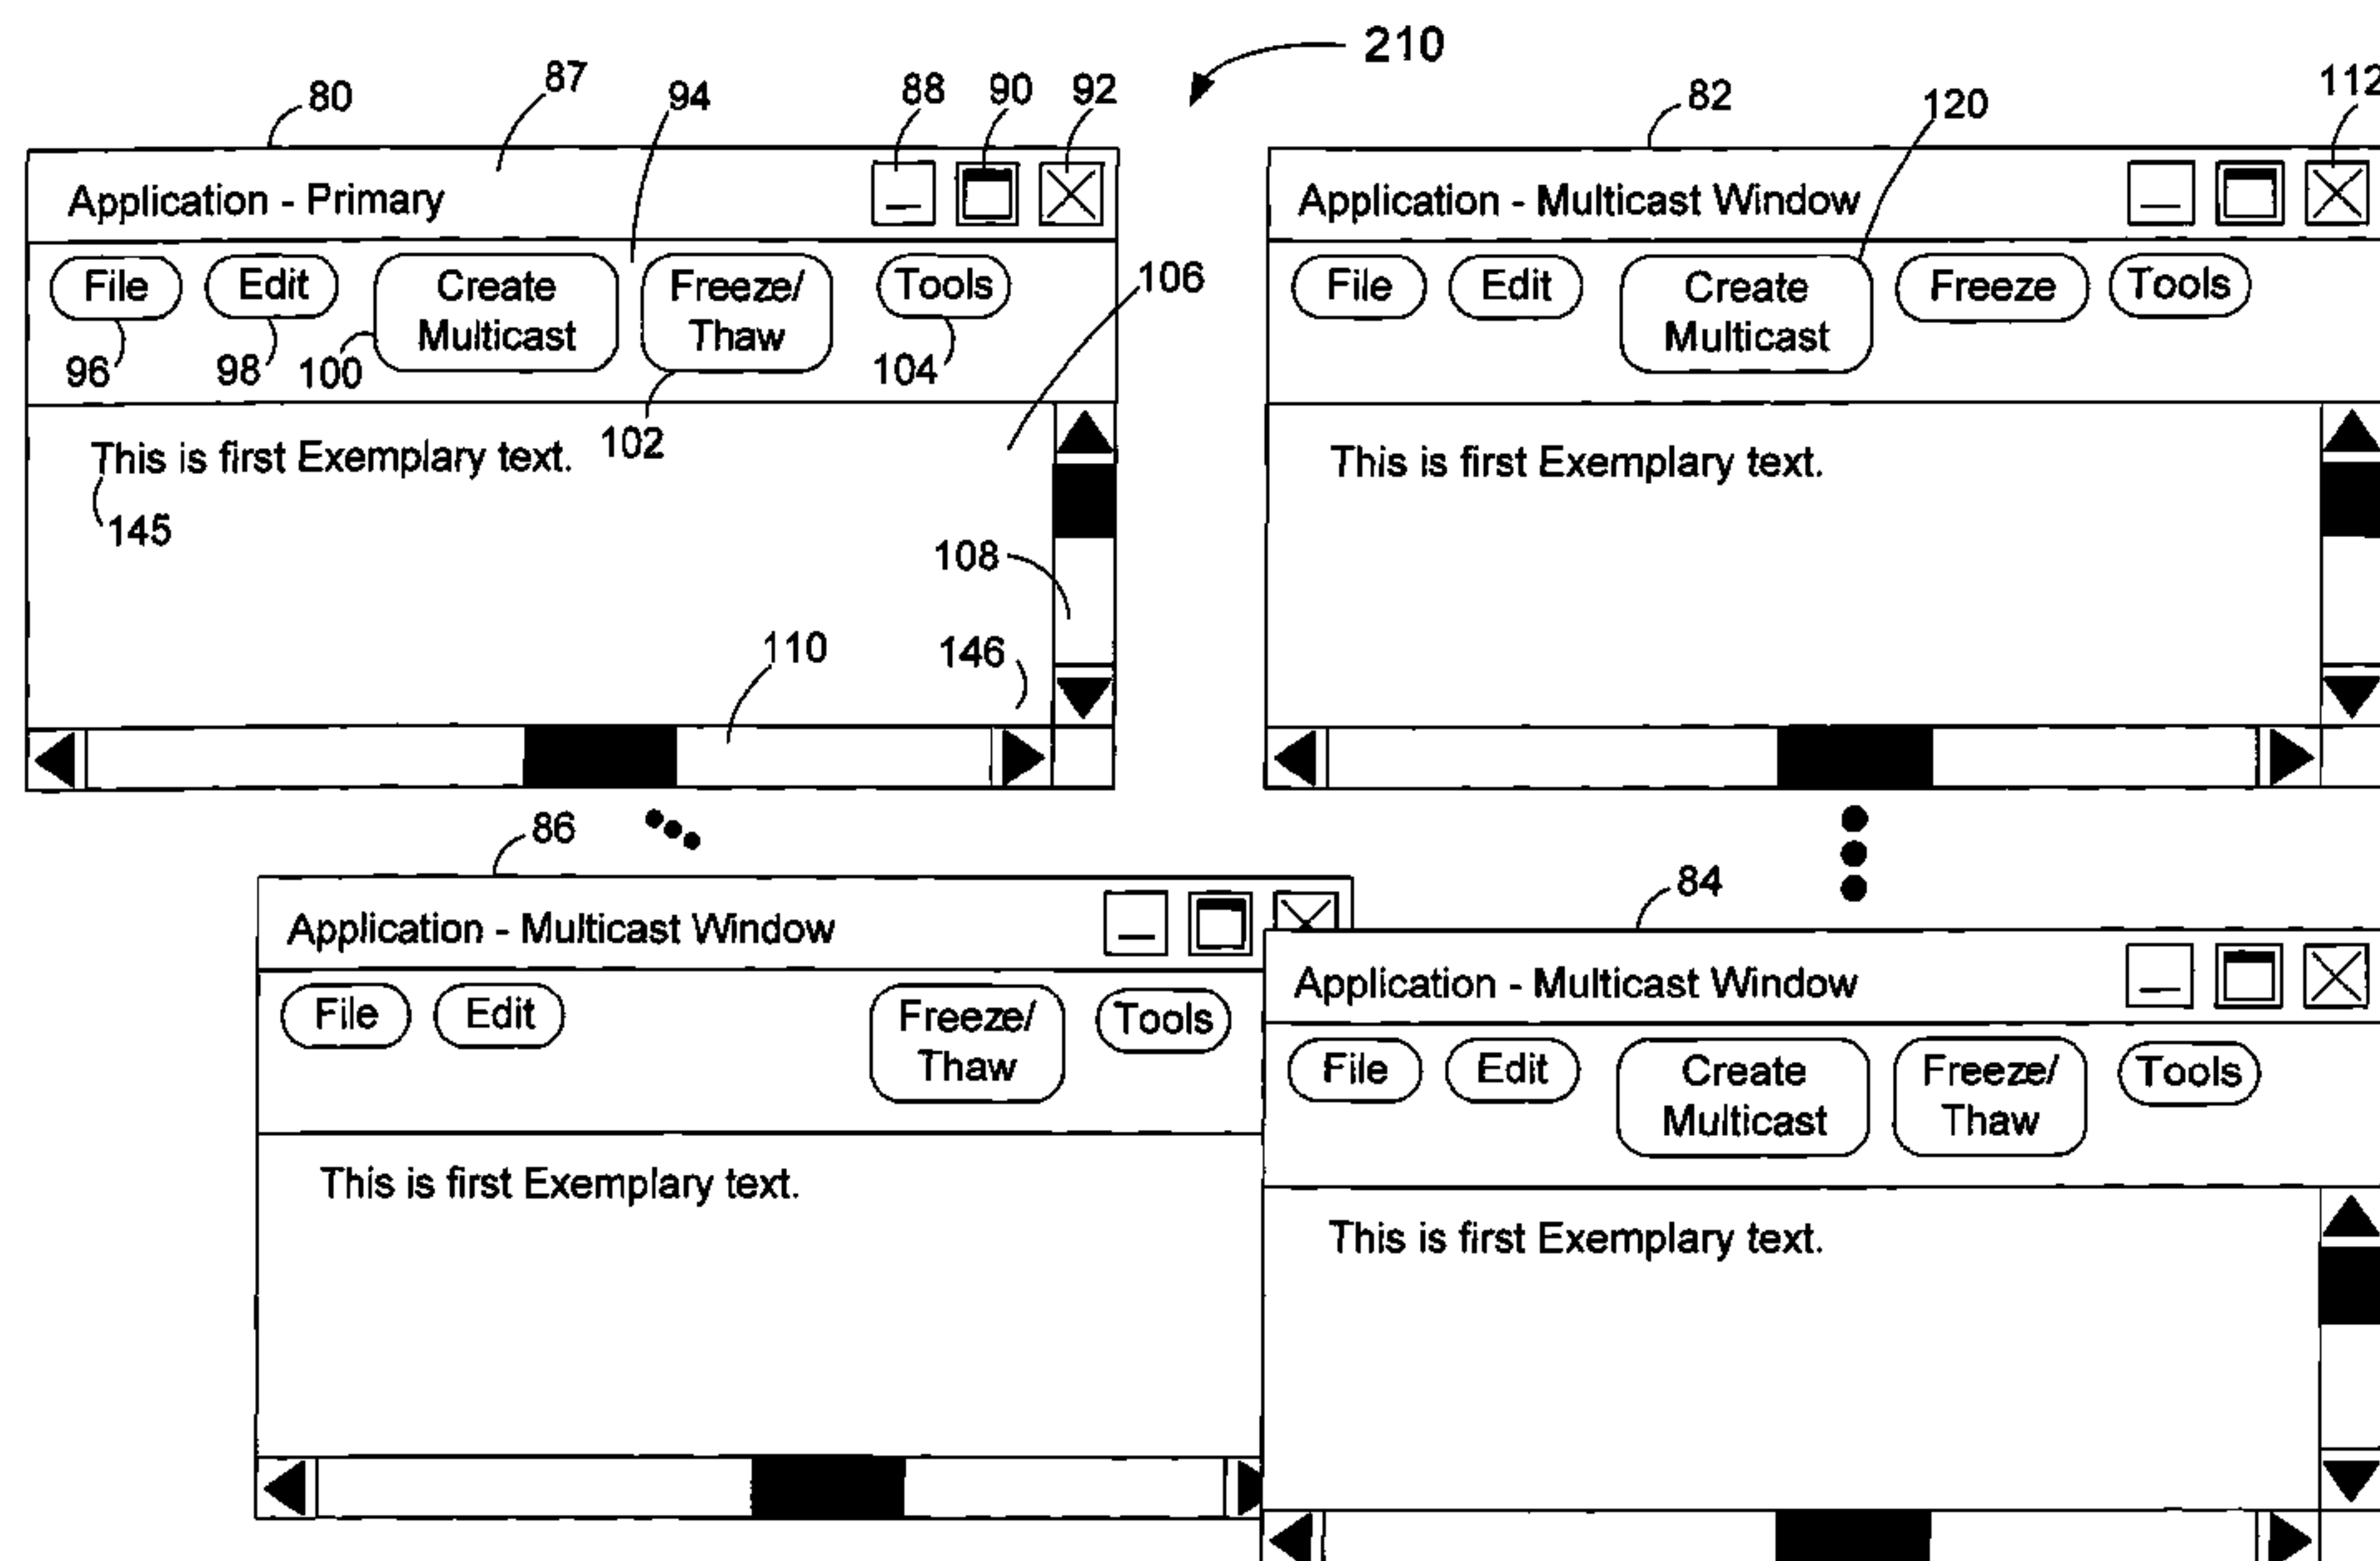 210
80
87
94
88
90
92
82
120
112
Application - Primary
Application - Multicast Window
File
Edit
Create
Multicast
Freeze/
Thaw
Tools
106
96
98
100
102
104
File
Edit
Create
Multicast
Freeze
Tools
This is first Exemplary text.
145
108
146
110
This is first Exemplary text.
86
84
Application - Multicast Window
File
Edit
Freeze/
Thaw
Tools
This is first Exemplary text.
Application - Multicast Window
File
Edit
Create
Multicast
Freeze/
Thaw
Tools
This is first Exemplary text.